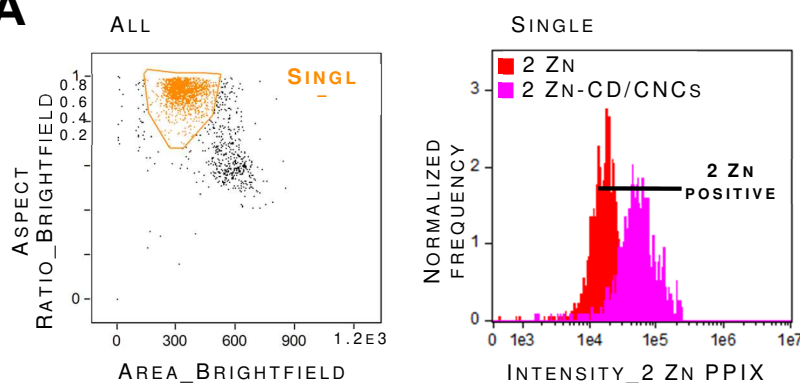 A
ALL
SINGL
_
ASPECT
RATIO_BRIGHTFIELD
1
0.8
0.6
0.4
0.2
0
0 300 600 900 1.2E3
AREA_BRIGHTFIELD
SINGLE
2 ZN
2 ZN-CD/CNCS
2 ZN
POSITIVE
NORMALIZED
FREQUENCY
3
2
1
0
0 1e3 1e4 1e5 1e6 1e7
INTENSITY_2 ZN PPIX